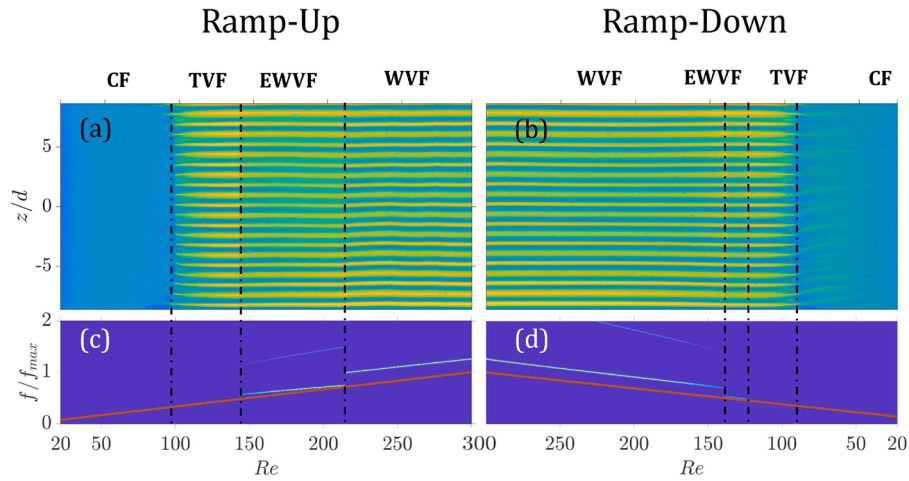 Ramp-Up Ramp-Down
CF TVF EWVF WVF WVF EWVF TVF CF
(a) (b)
z/d
5
0
-5
(c) (d)
f/f_max
2
1
0
20 50 100 150 200 250 300 250 200 150 100 50 20
Re Re